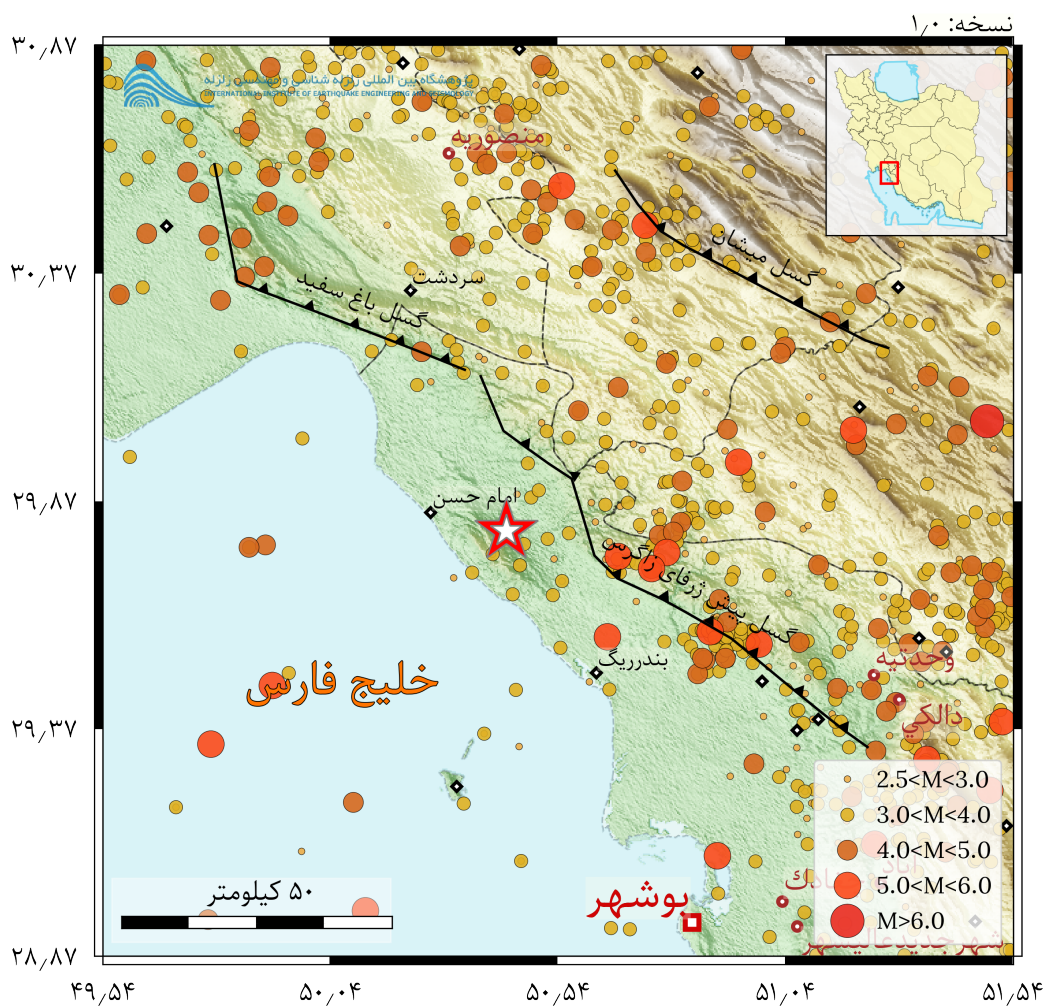 نسخه: ۱٫۰
۳۰٫۸۷
پژوهشگاه بین المللی زلزله شناسی و مهندسی زلزله
INTERNATIONAL INSTITUTE OF EARTHQUAKE ENGINEERING AND SEISMOLOGY
منصوریه
گسل میشان
۳۰٫۳۷
سردشت
گسل باغ سفید
۲۹٫۸۷
امام حسن
گسل پیش ژرفای زاگرس
وحدتیه
بندرریگ
خلیج فارس
دالکي
۲۹٫۳۷
2.5<M<3.0
3.0<M<4.0
4.0<M<5.0
5.0<M<6.0
M>6.0
۵۰ کیلومتر
بوشهر
شهرجدیدعالیشهر
۲۸٫۸۷
۴۹٫۵۴
۵۰٫۰۴
۵۰٫۵۴
۵۱٫۰۴
۵۱٫۵۴